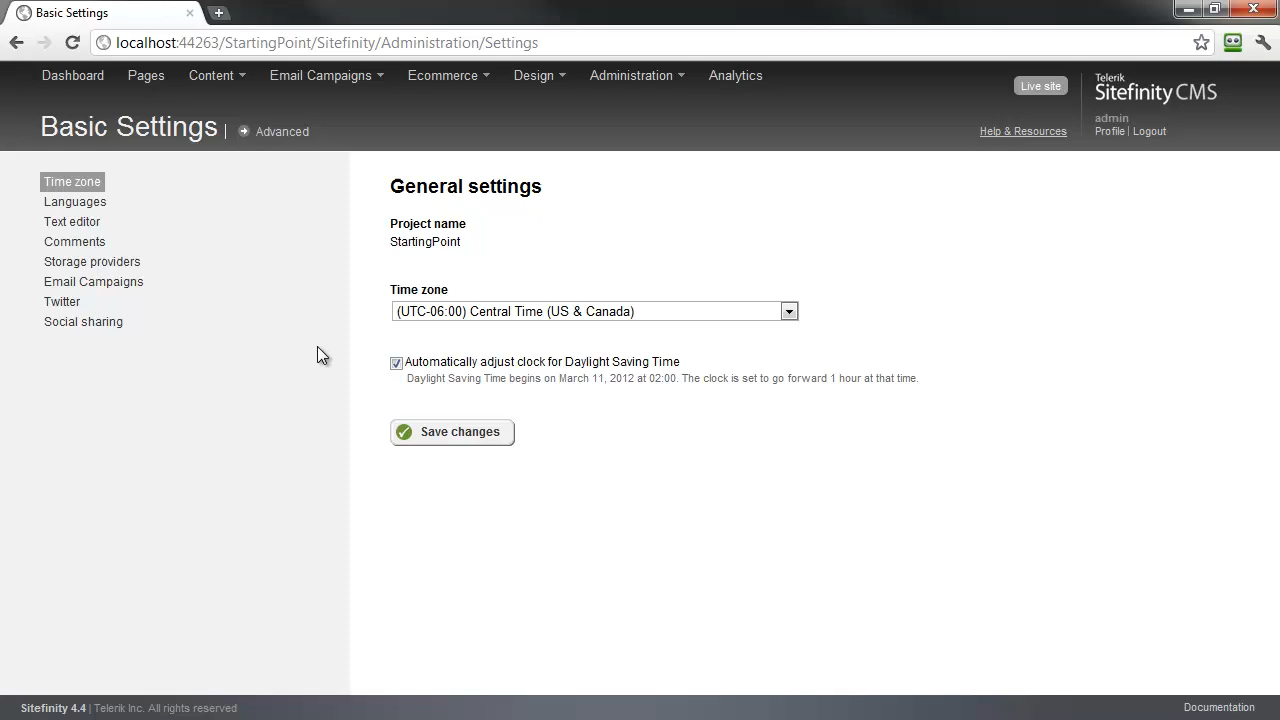 Basic Settings
localhost:44263/StartingPoint/Sitefinity/Administration/Settings
Dashboard Pages Content Email Campaigns Ecommerce Design Administration Analytics
Live site
Telerik
Sitefinity CMS
admin
Profile | Logout
Basic Settings | Advanced
Help & Resources
Time zone
Languages
Text editor
Comments
Storage providers
Email Campaigns
Twitter
Social sharing
General settings
Project name
StartingPoint
Time zone
(UTC-06:00) Central Time (US & Canada)
Automatically adjust clock for Daylight Saving Time
Daylight Saving Time begins on March 11, 2012 at 02:00. The clock is set to go forward 1 hour at that time.
Save changes
Sitefinity 4.4 | Telerik Inc. All rights reserved
Documentation